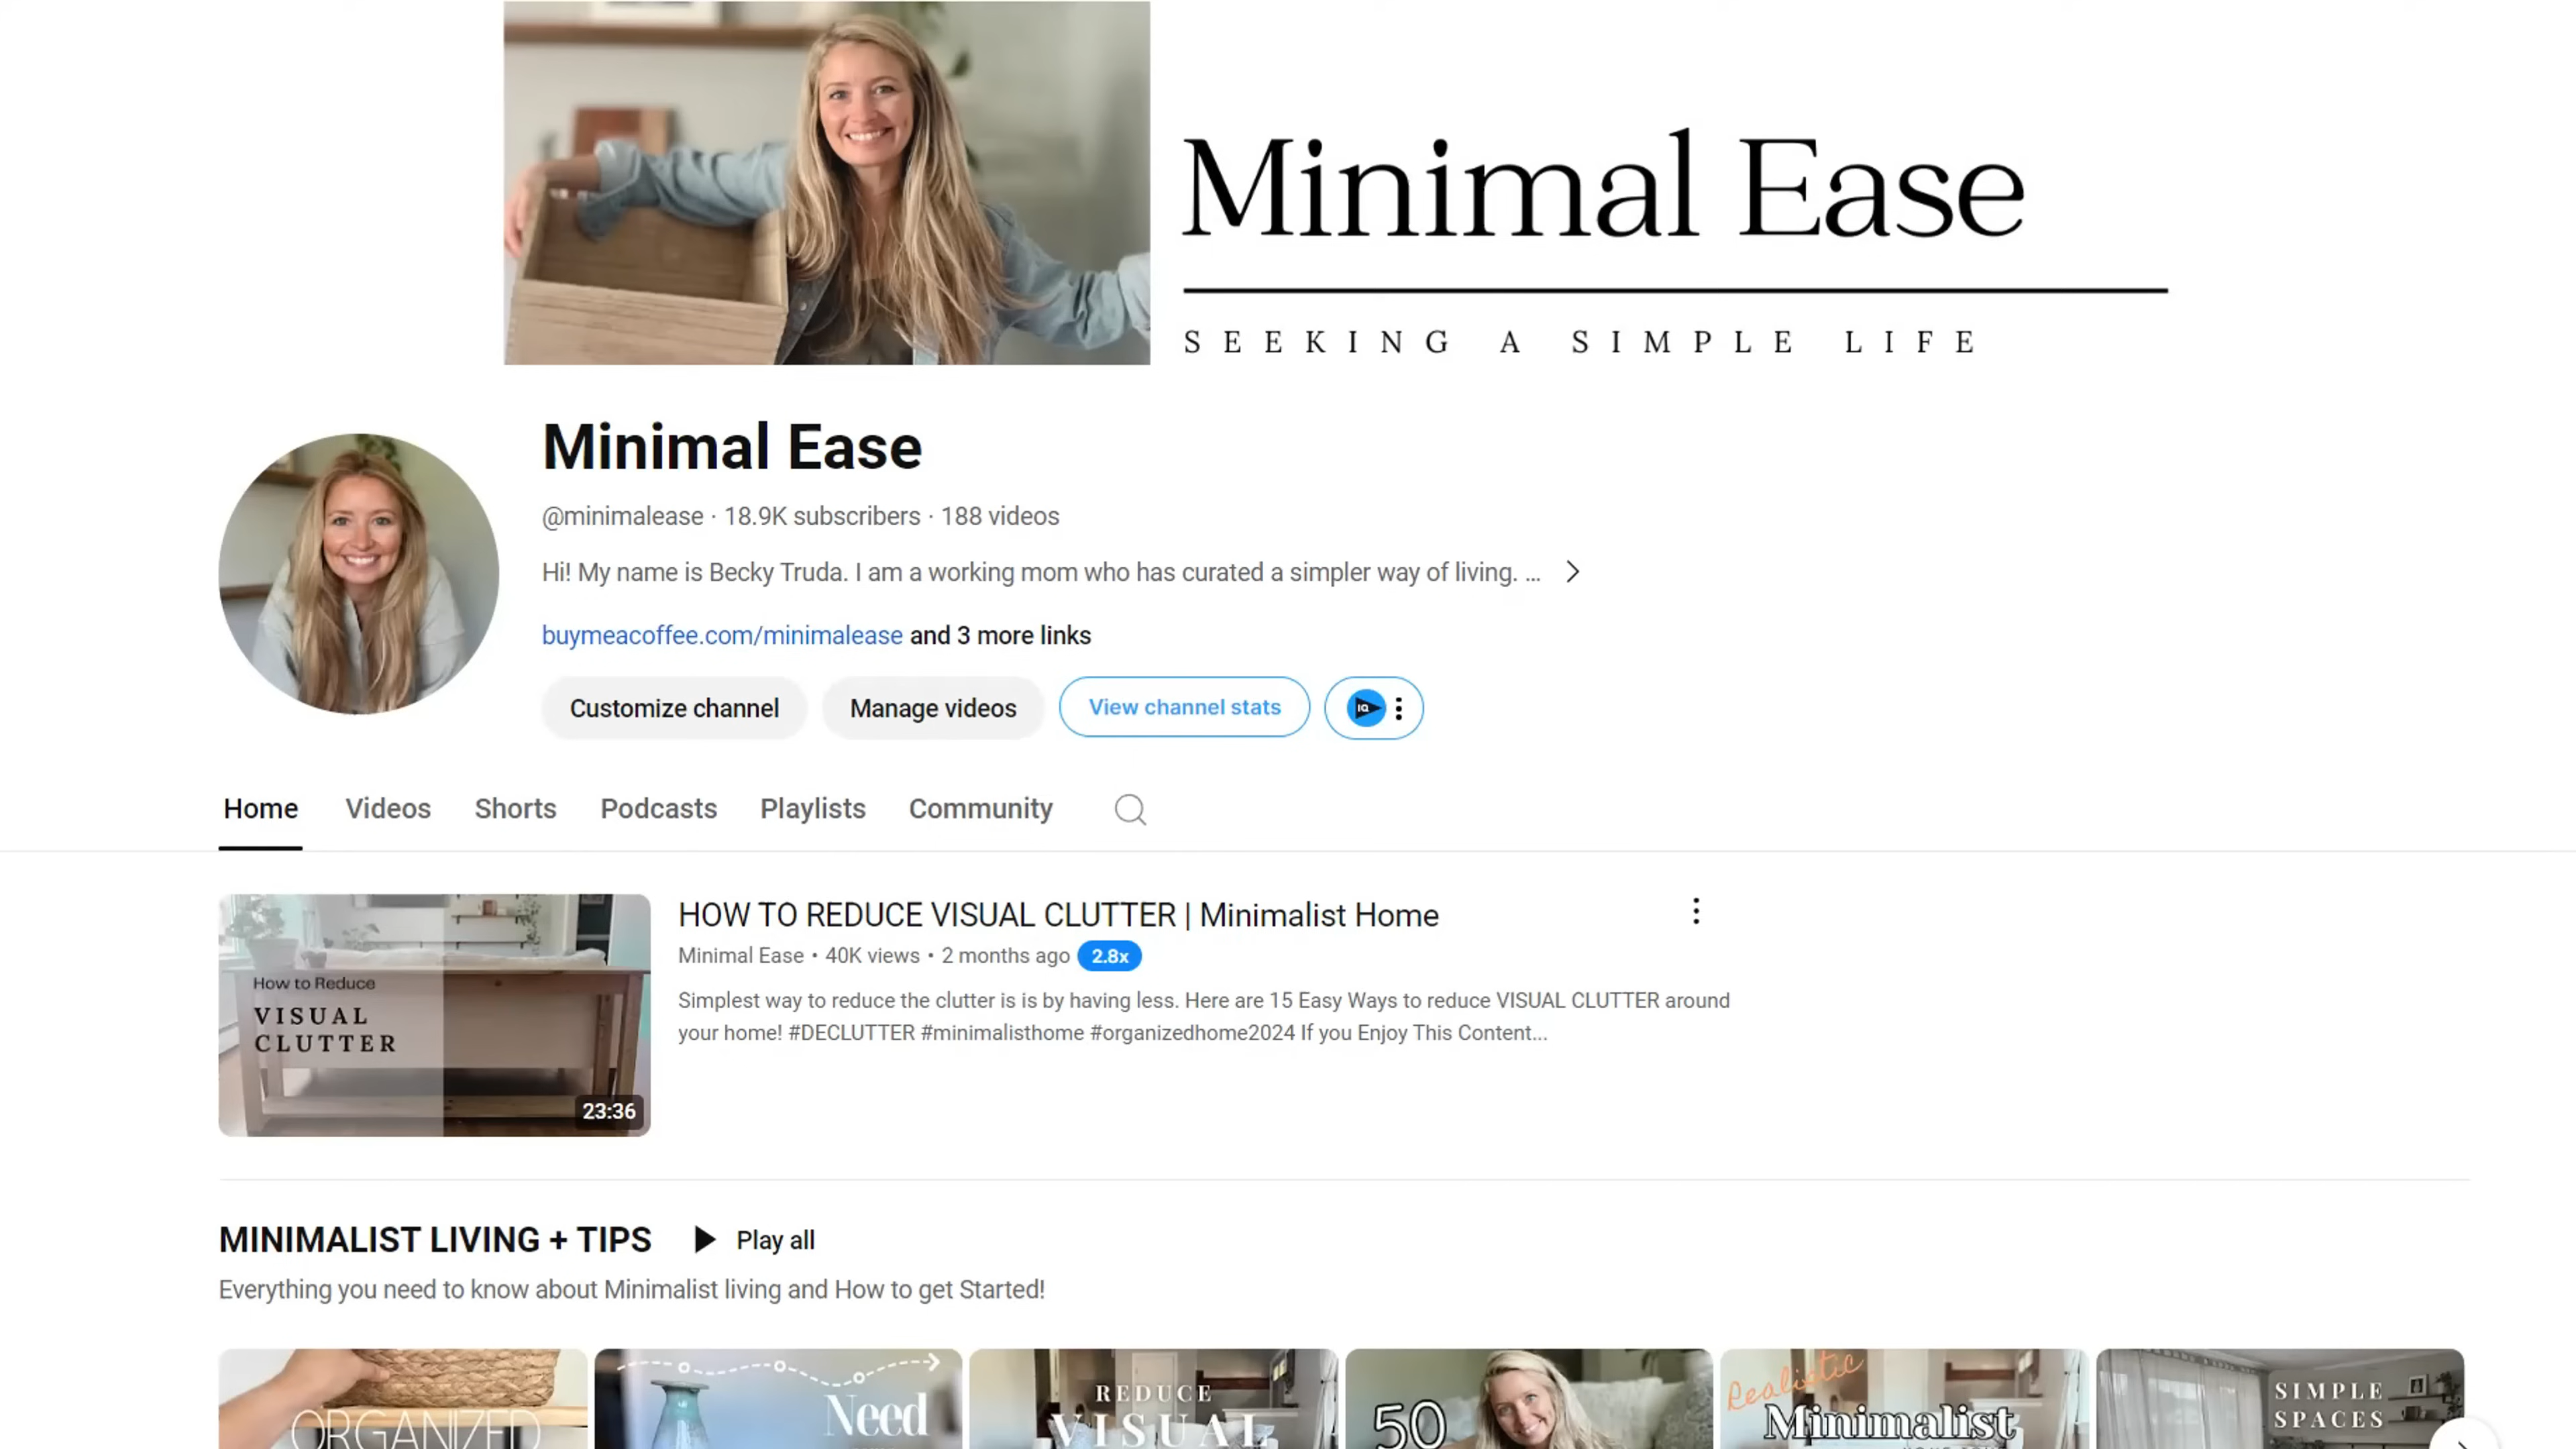 Minimal Ease
SEEKING A SIMPLE LIFE
Minimal Ease
@minimalease · 18.9K subscribers · 188 videos
Hi! My name is Becky Truda. I am a working mom who has curated a simpler way of living. ...
buymeacoffee.com/minimalease and 3 more links
Customize channel Manage videos View channel stats IQ
Home Videos Shorts Podcasts Playlists Community
HOW TO REDUCE VISUAL CLUTTER | Minimalist Home
Minimal Ease • 40K views • 2 months ago 2.8x
Simplest way to reduce the clutter is is by having less. Here are 15 Easy Ways to reduce VISUAL CLUTTER around
your home! #DECLUTTER #minimalisthome #organizedhome2024 If you Enjoy This Content...
How to Reduce
VISUAL
CLUTTER
23:36
MINIMALIST LIVING + TIPS Play all
Everything you need to know about Minimalist living and How to get Started!
ORGANIZED
Need
REDUCE
VISUAL
50
Realistic
Minimalist
SIMPLE
SPACES